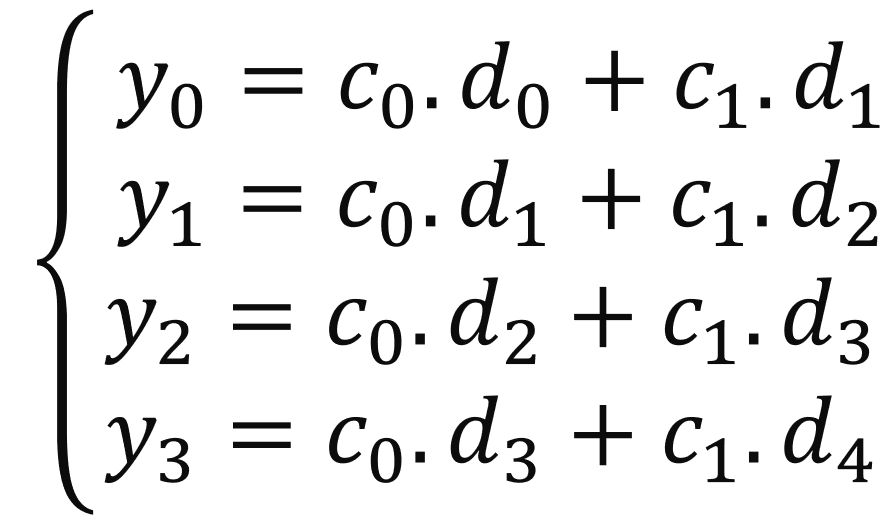 y₀ = c₀. d₀ + c₁. d₁
y₁ = c₀. d₁ + c₁. d₂
y₂ = c₀. d₂ + c₁. d₃
y₃ = c₀. d₃ + c₁. d₄